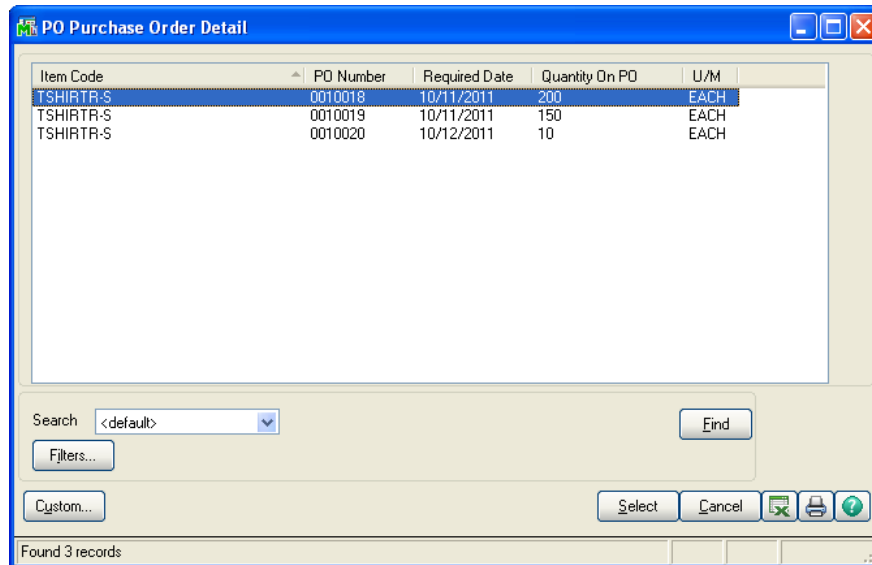 PO Purchase Order Detail
Item Code PO Number Required Date Quantity On PO U/M
TSHIRTR-S 0010018 10/11/2011 200 EACH
TSHIRTR-S 0010019 10/11/2011 150 EACH
TSHIRTR-S 0010020 10/12/2011 10 EACH
Search <default> Find
Filters...
Custom... Select Cancel
Found 3 records